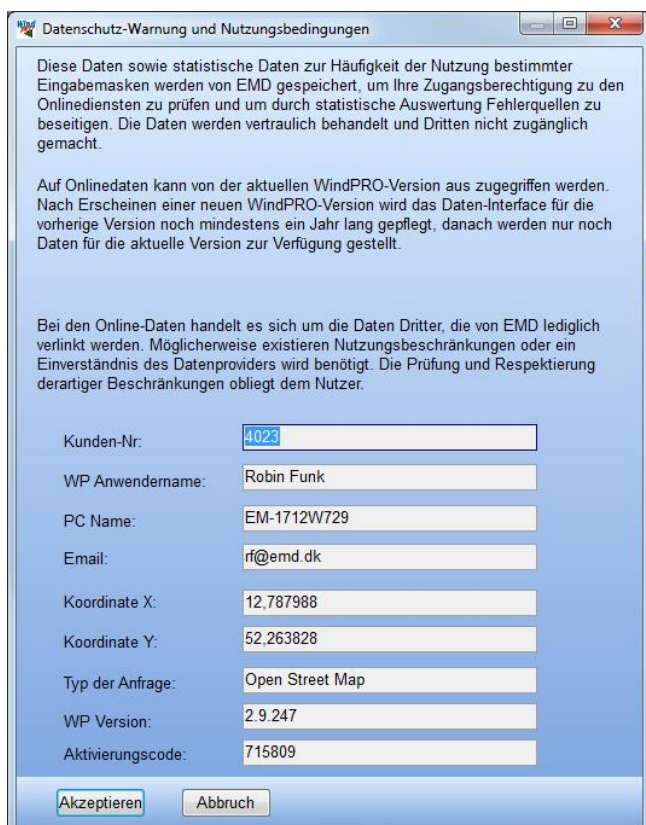 Datenschutz-Warnung und Nutzungsbedingungen
Diese Daten sowie statistische Daten zur Häufigkeit der Nutzung bestimmter
Eingabemasken werden von EMD gespeichert, um Ihre Zugangsberechtigung zu den
Onlinediensten zu prüfen und um durch statistische Auswertung Fehlerquellen zu
beseitigen. Die Daten werden vertraulich behandelt und Dritten nicht zugänglich
gemacht.
Auf Onlinedaten kann von der aktuellen WindPRO-Version aus zugegriffen werden.
Nach Erscheinen einer neuen WindPRO-Version wird das Daten-Interface für die
vorherige Version noch mindestens ein Jahr lang gepflegt, danach werden nur noch
Daten für die aktuelle Version zur Verfügung gestellt.
Bei den Online-Daten handelt es sich um die Daten Dritter, die von EMD lediglich
verlinkt werden. Möglicherweise existieren Nutzungsbeschränkungen oder ein
Einverständnis des Datenproviders wird benötigt. Die Prüfung und Respektierung
derartiger Beschränkungen obliegt dem Nutzer.
Kunden-Nr: 4023
WP Anwendername: Robin Funk
PC Name: EM-1712W729
Email: rf@emd.dk
Koordinate X: 12,787988
Koordinate Y: 52,263828
Typ der Anfrage: Open Street Map
WP Version: 2.9.247
Aktivierungscode: 715809
Akzeptieren Abbruch